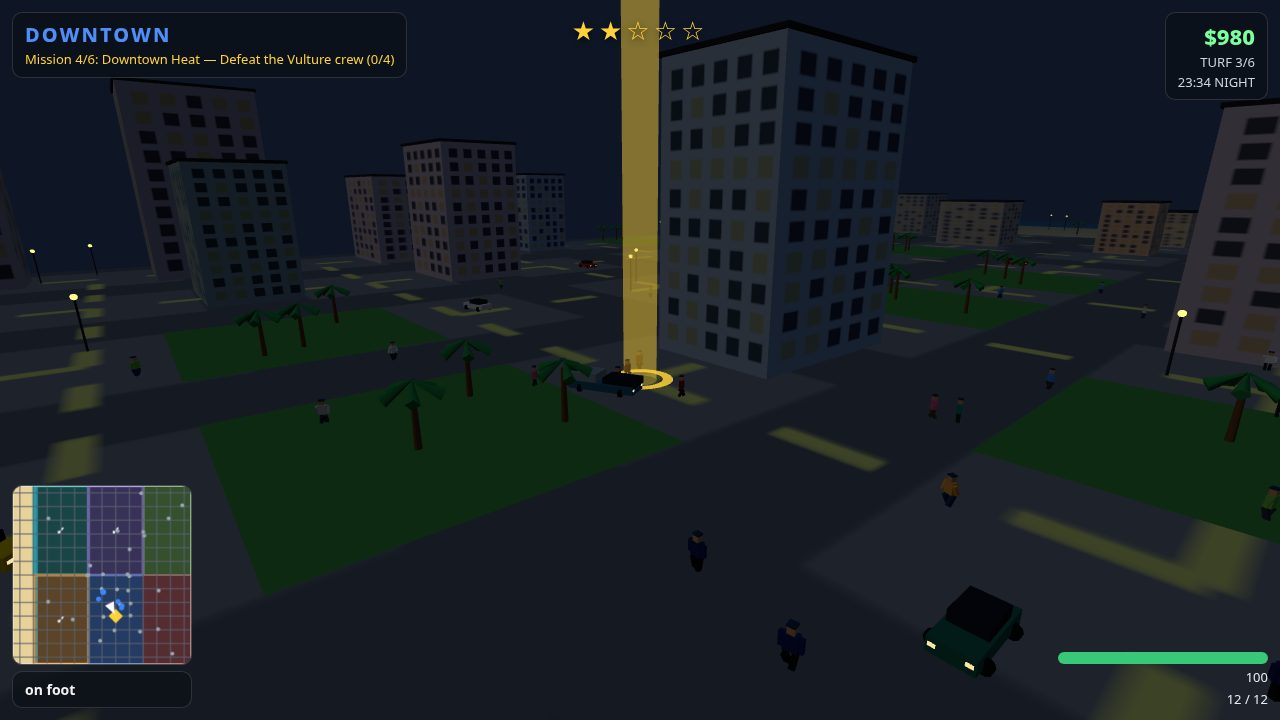 DOWNTOWN
Mission 4/6: Downtown Heat — Defeat the Vulture crew (0/4)
★★☆☆☆
$980
TURF 3/6
23:34 NIGHT
on foot
100
12 / 12